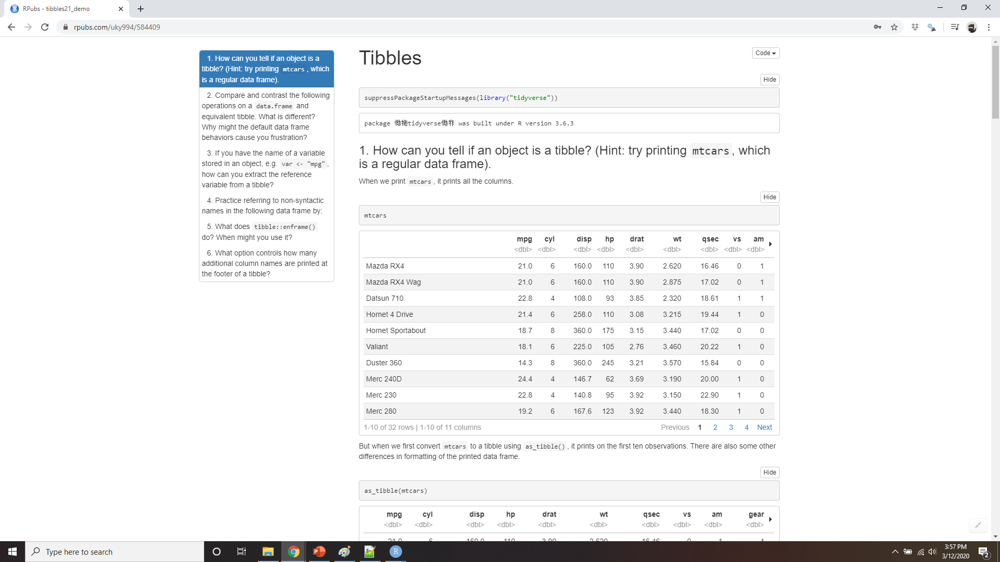 RPubs - tibbles21_demo
rpubs.com/uky994/584409
1. How can you tell if an object is a
tibble? (Hint: try printing mtcars , which
is a regular data frame).
2. Compare and contrast the following
operations on a data.frame and
equivalent tibble. What is different?
Why might the default data frame
behaviors cause you frustration?
3. If you have the name of a variable
stored in an object, e.g. var <- "mpg" ,
how can you extract the reference
variable from a tibble?
4. Practice referring to non-syntactic
names in the following data frame by:
5. What does tibble::enframe()
do? When might you use it?
6. What option controls how many
additional column names are printed at
the footer of a tibble?
Tibbles
Code
Hide
suppressPackageStartupMessages(library("tidyverse"))
package tidyverse was built under R version 3.6.3
1. How can you tell if an object is a tibble? (Hint: try printing mtcars , which
is a regular data frame).
When we print mtcars , it prints all the columns.
Hide
mtcars
mpg cyl disp hp drat wt qsec vs am
<dbl> <dbl> <dbl> <dbl> <dbl> <dbl> <dbl> <dbl> <dbl>
Mazda RX4 21.0 6 160.0 110 3.90 2.620 16.46 0 1
Mazda RX4 Wag 21.0 6 160.0 110 3.90 2.875 17.02 0 1
Datsun 710 22.8 4 108.0 93 3.85 2.320 18.61 1 1
Hornet 4 Drive 21.4 6 258.0 110 3.08 3.215 19.44 1 0
Hornet Sportabout 18.7 8 360.0 175 3.15 3.440 17.02 0 0
Valiant 18.1 6 225.0 105 2.76 3.460 20.22 1 0
Duster 360 14.3 8 360.0 245 3.21 3.570 15.84 0 0
Merc 240D 24.4 4 146.7 62 3.69 3.190 20.00 1 0
Merc 230 22.8 4 140.8 95 3.92 3.150 22.90 1 0
Merc 280 19.2 6 167.6 123 3.92 3.440 18.30 1 0
1-10 of 32 rows | 1-10 of 11 columns Previous 1 2 3 4 Next
But when we first convert mtcars to a tibble using as_tibble() , it prints on the first ten observations. There are also some other
differences in formatting of the printed data frame.
Hide
as_tibble(mtcars)
mpg cyl disp hp drat wt qsec vs am gear
<dbl> <dbl> <dbl> <dbl> <dbl> <dbl> <dbl> <dbl> <dbl> <dbl>
21.0 6 160.0 110 3.90 2.620 16.46 0 1 4
Type here to search
3:57 PM
3/12/2020
2